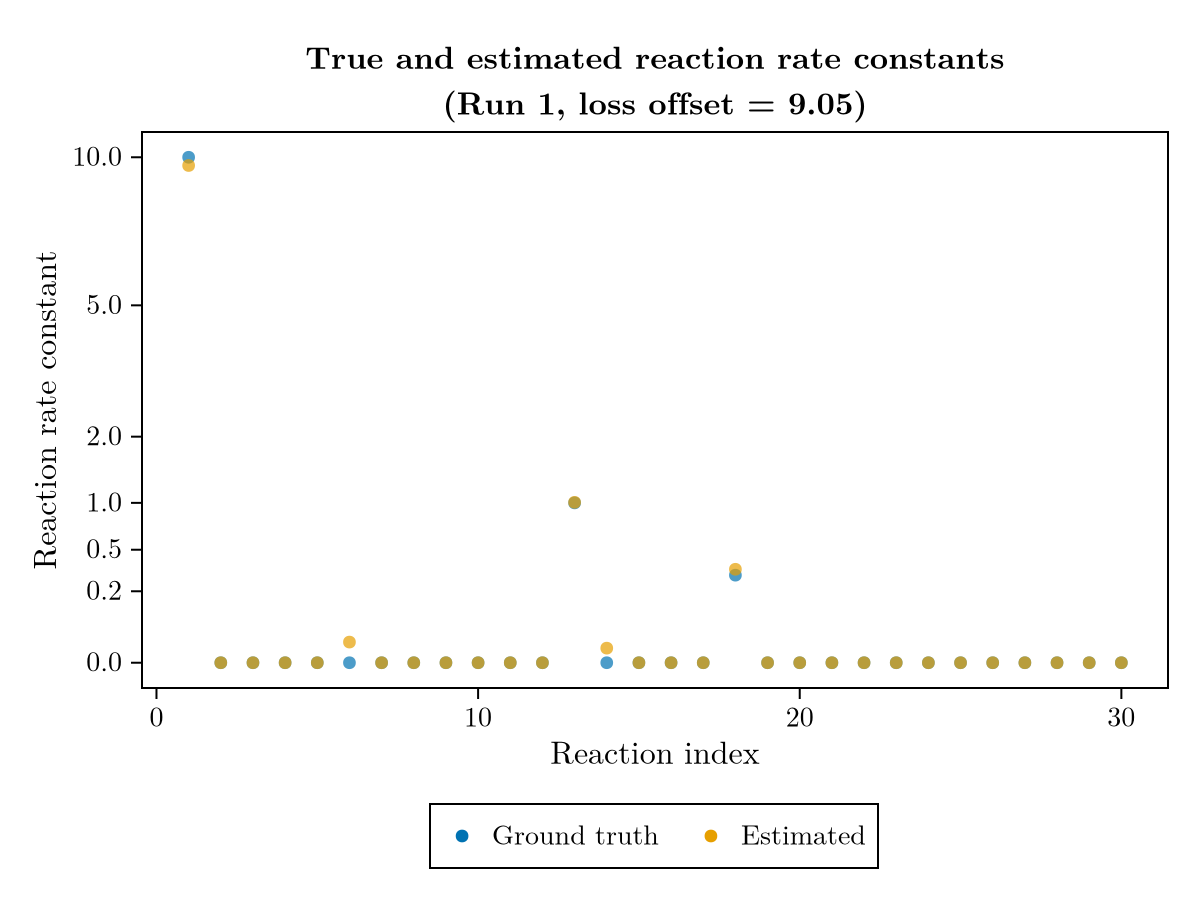 True and estimated reaction rate constants
(Run 1, loss offset = 9.05)
Reaction rate constant
10.0
5.0
2.0
1.0
0.5
0.2
0.0
0 10 20 30
Reaction index
Ground truth Estimated